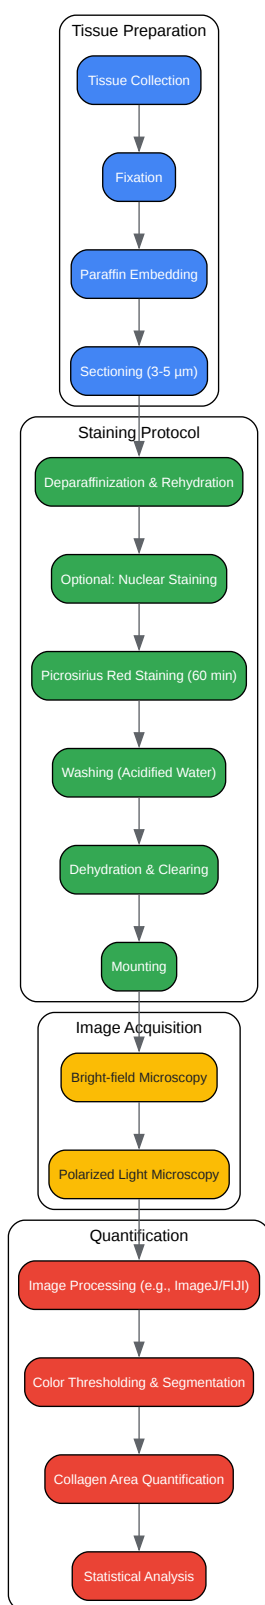 Tissue Preparation
Tissue Collection
Fixation
Paraffin Embedding
Sectioning (3-5 µm)
Staining Protocol
Deparaffinization & Rehydration
Optional: Nuclear Staining
Picrosirius Red Staining (60 min)
Washing (Acidified Water)
Dehydration & Clearing
Mounting
Image Acquisition
Bright-field Microscopy
Polarized Light Microscopy
Quantification
Image Processing (e.g., ImageJ/FIJI)
Color Thresholding & Segmentation
Collagen Area Quantification
Statistical Analysis